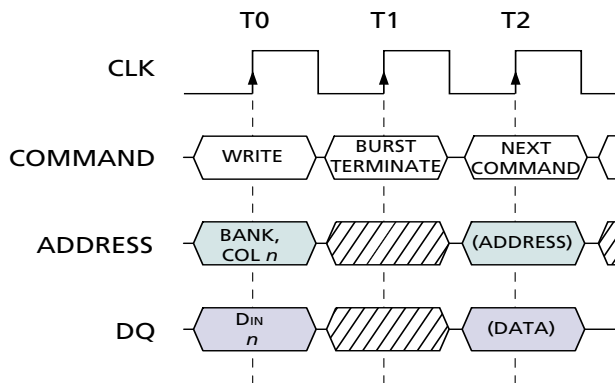 T0 T1 T2
CLK
COMMAND WRITE BURST TERMINATE NEXT COMMAND
ADDRESS BANK, COL n (ADDRESS)
DQ DIN n (DATA)